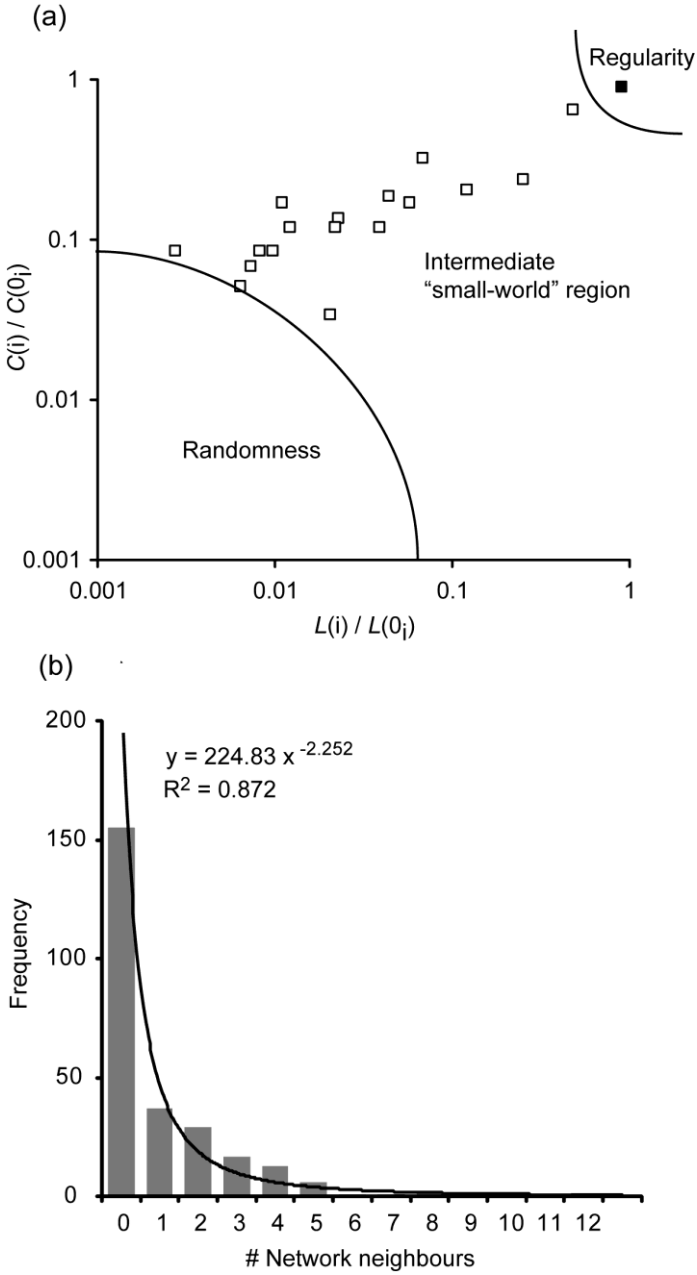 (a)
Regularity
1
0.1
0.01
0.001
C(i) / C(0i)
Intermediate
“small-world” region
Randomness
0.001 0.01 0.1 1
L(i) / L(0i)
(b)
200
150
100
50
0
Frequency
y = 224.83 x -2.252
R2 = 0.872
0 1 2 3 4 5 6 7 8 9 10 11 12
# Network neighbours